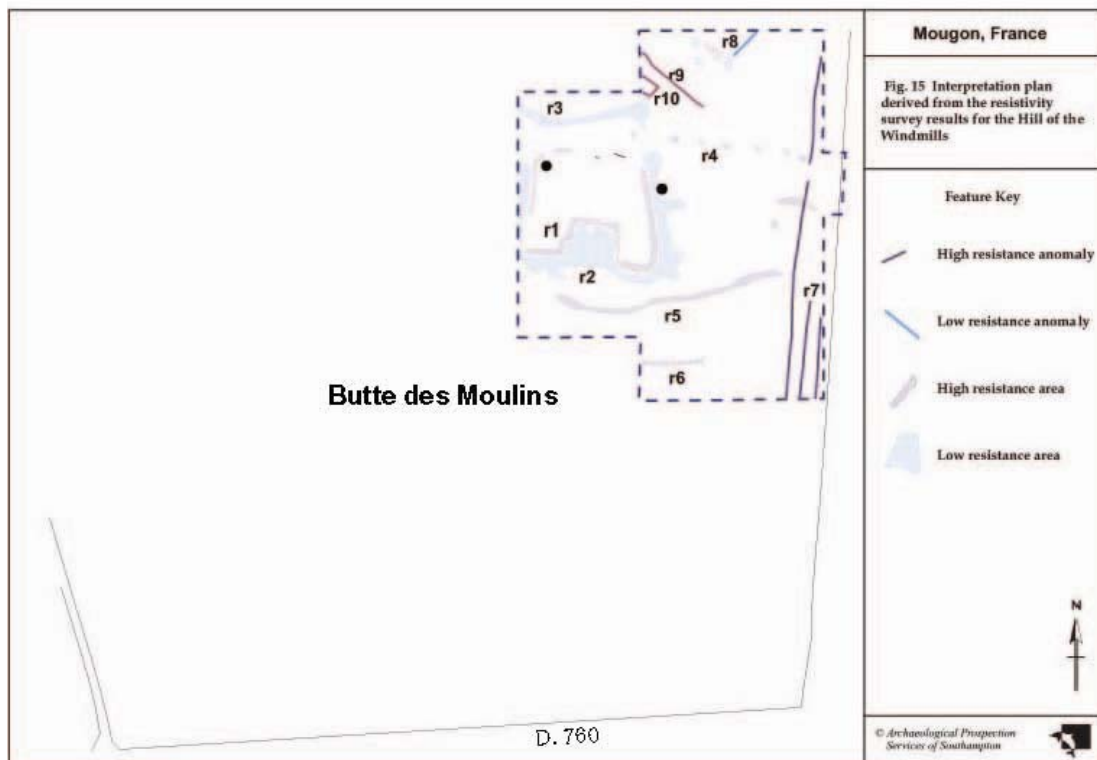 r8
r9
r10
r3
r4
r1
r2
r7
r5
r6
Butte des Moulins
D.760
Mougon, France
Fig. 15 Interpretation plan
derived from the resistivity
survey results for the Hill of the
Windmills
Feature Key
High resistance anomaly
Low resistance anomaly
High resistance area
Low resistance area
N
© Archaeological Prospection
Services of Southampton